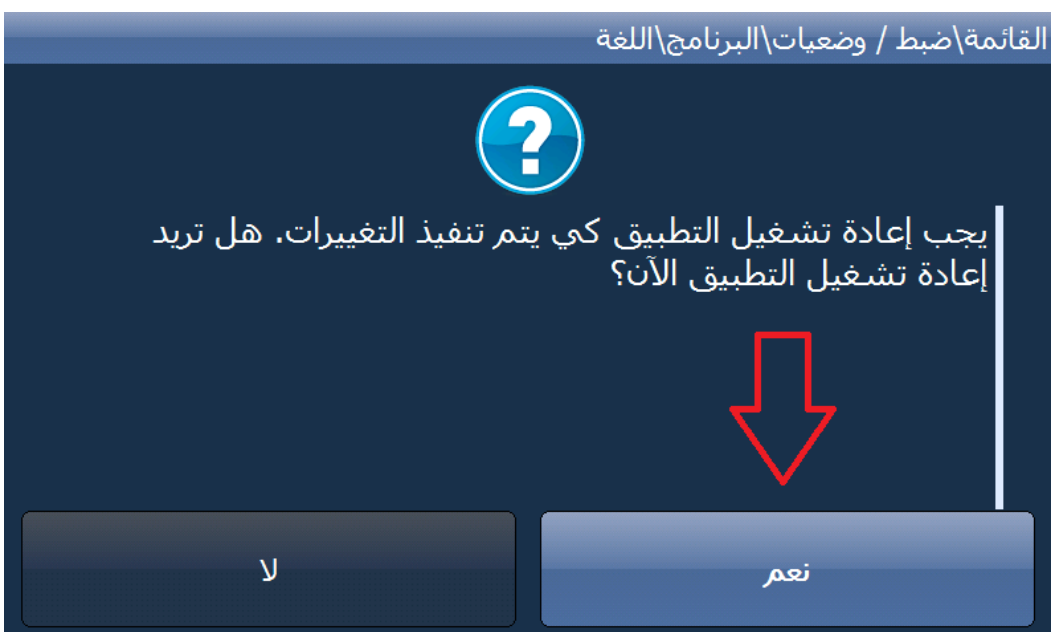 القائمة\ضبط / وضعيات\البرنامج\اللغة
?
يجب إعادة تشغيل التطبيق كي يتم تنفيذ التغييرات. هل تريد
إعادة تشغيل التطبيق الآن؟
نعم
لا